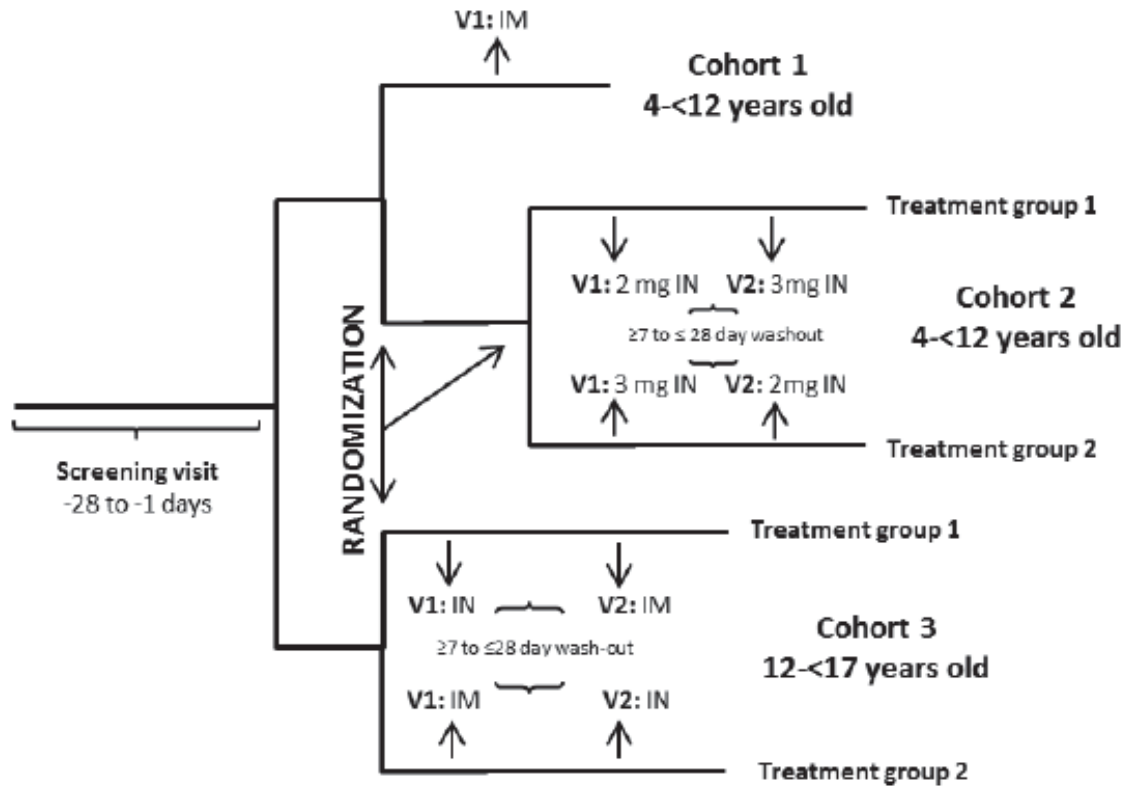 V1: IM
Cohort 1
4-<12 years old
Treatment group 1
V1: 2 mg IN V2: 3mg IN
≥7 to ≤ 28 day washout
Cohort 2
4-<12 years old
V1: 3 mg IN V2: 2mg IN
Treatment group 2
RANDOMIZATION
Screening visit
-28 to -1 days
Treatment group 1
V1: IN V2: IM
≥7 to ≤28 day wash-out
Cohort 3
12-<17 years old
V1: IM V2: IN
Treatment group 2